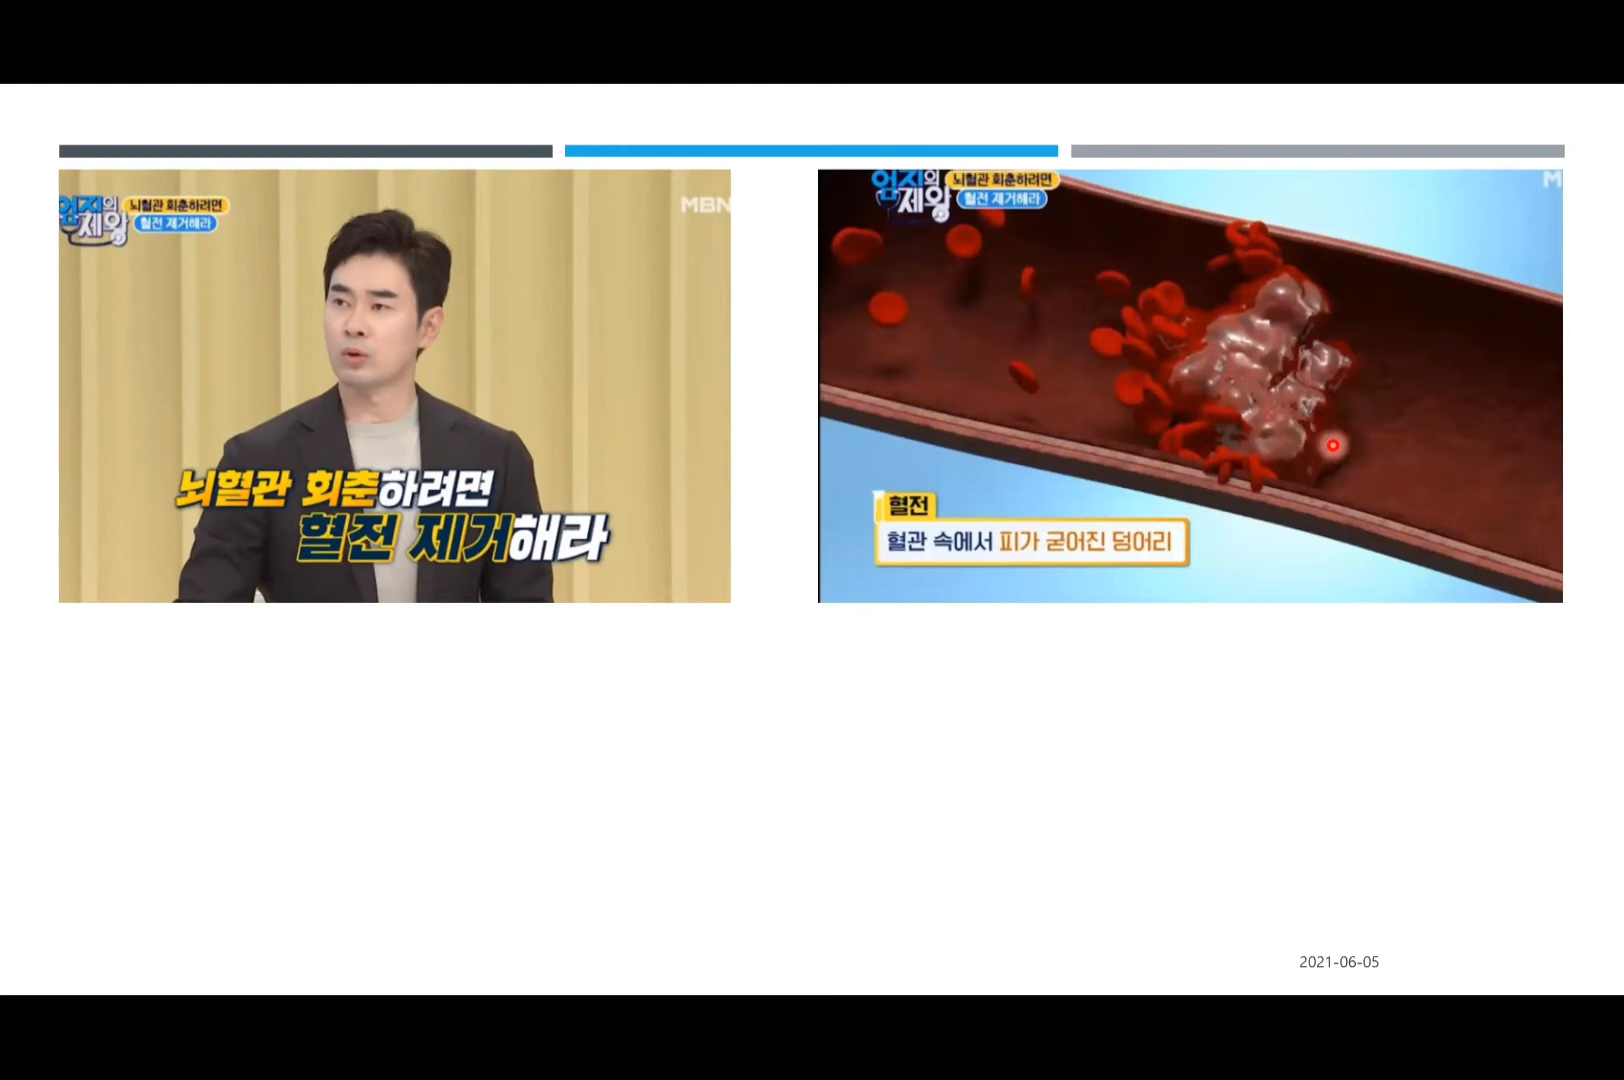 엄지의 제왕
뇌혈관 회춘하려면
혈전 제거해라
MBN
뇌혈관 회춘하려면
혈전 제거해라
엄지의 제왕
뇌혈관 회춘하려면
혈전 제거해라
M
혈전
혈관 속에서 피가 굳어진 덩어리
2021-06-05